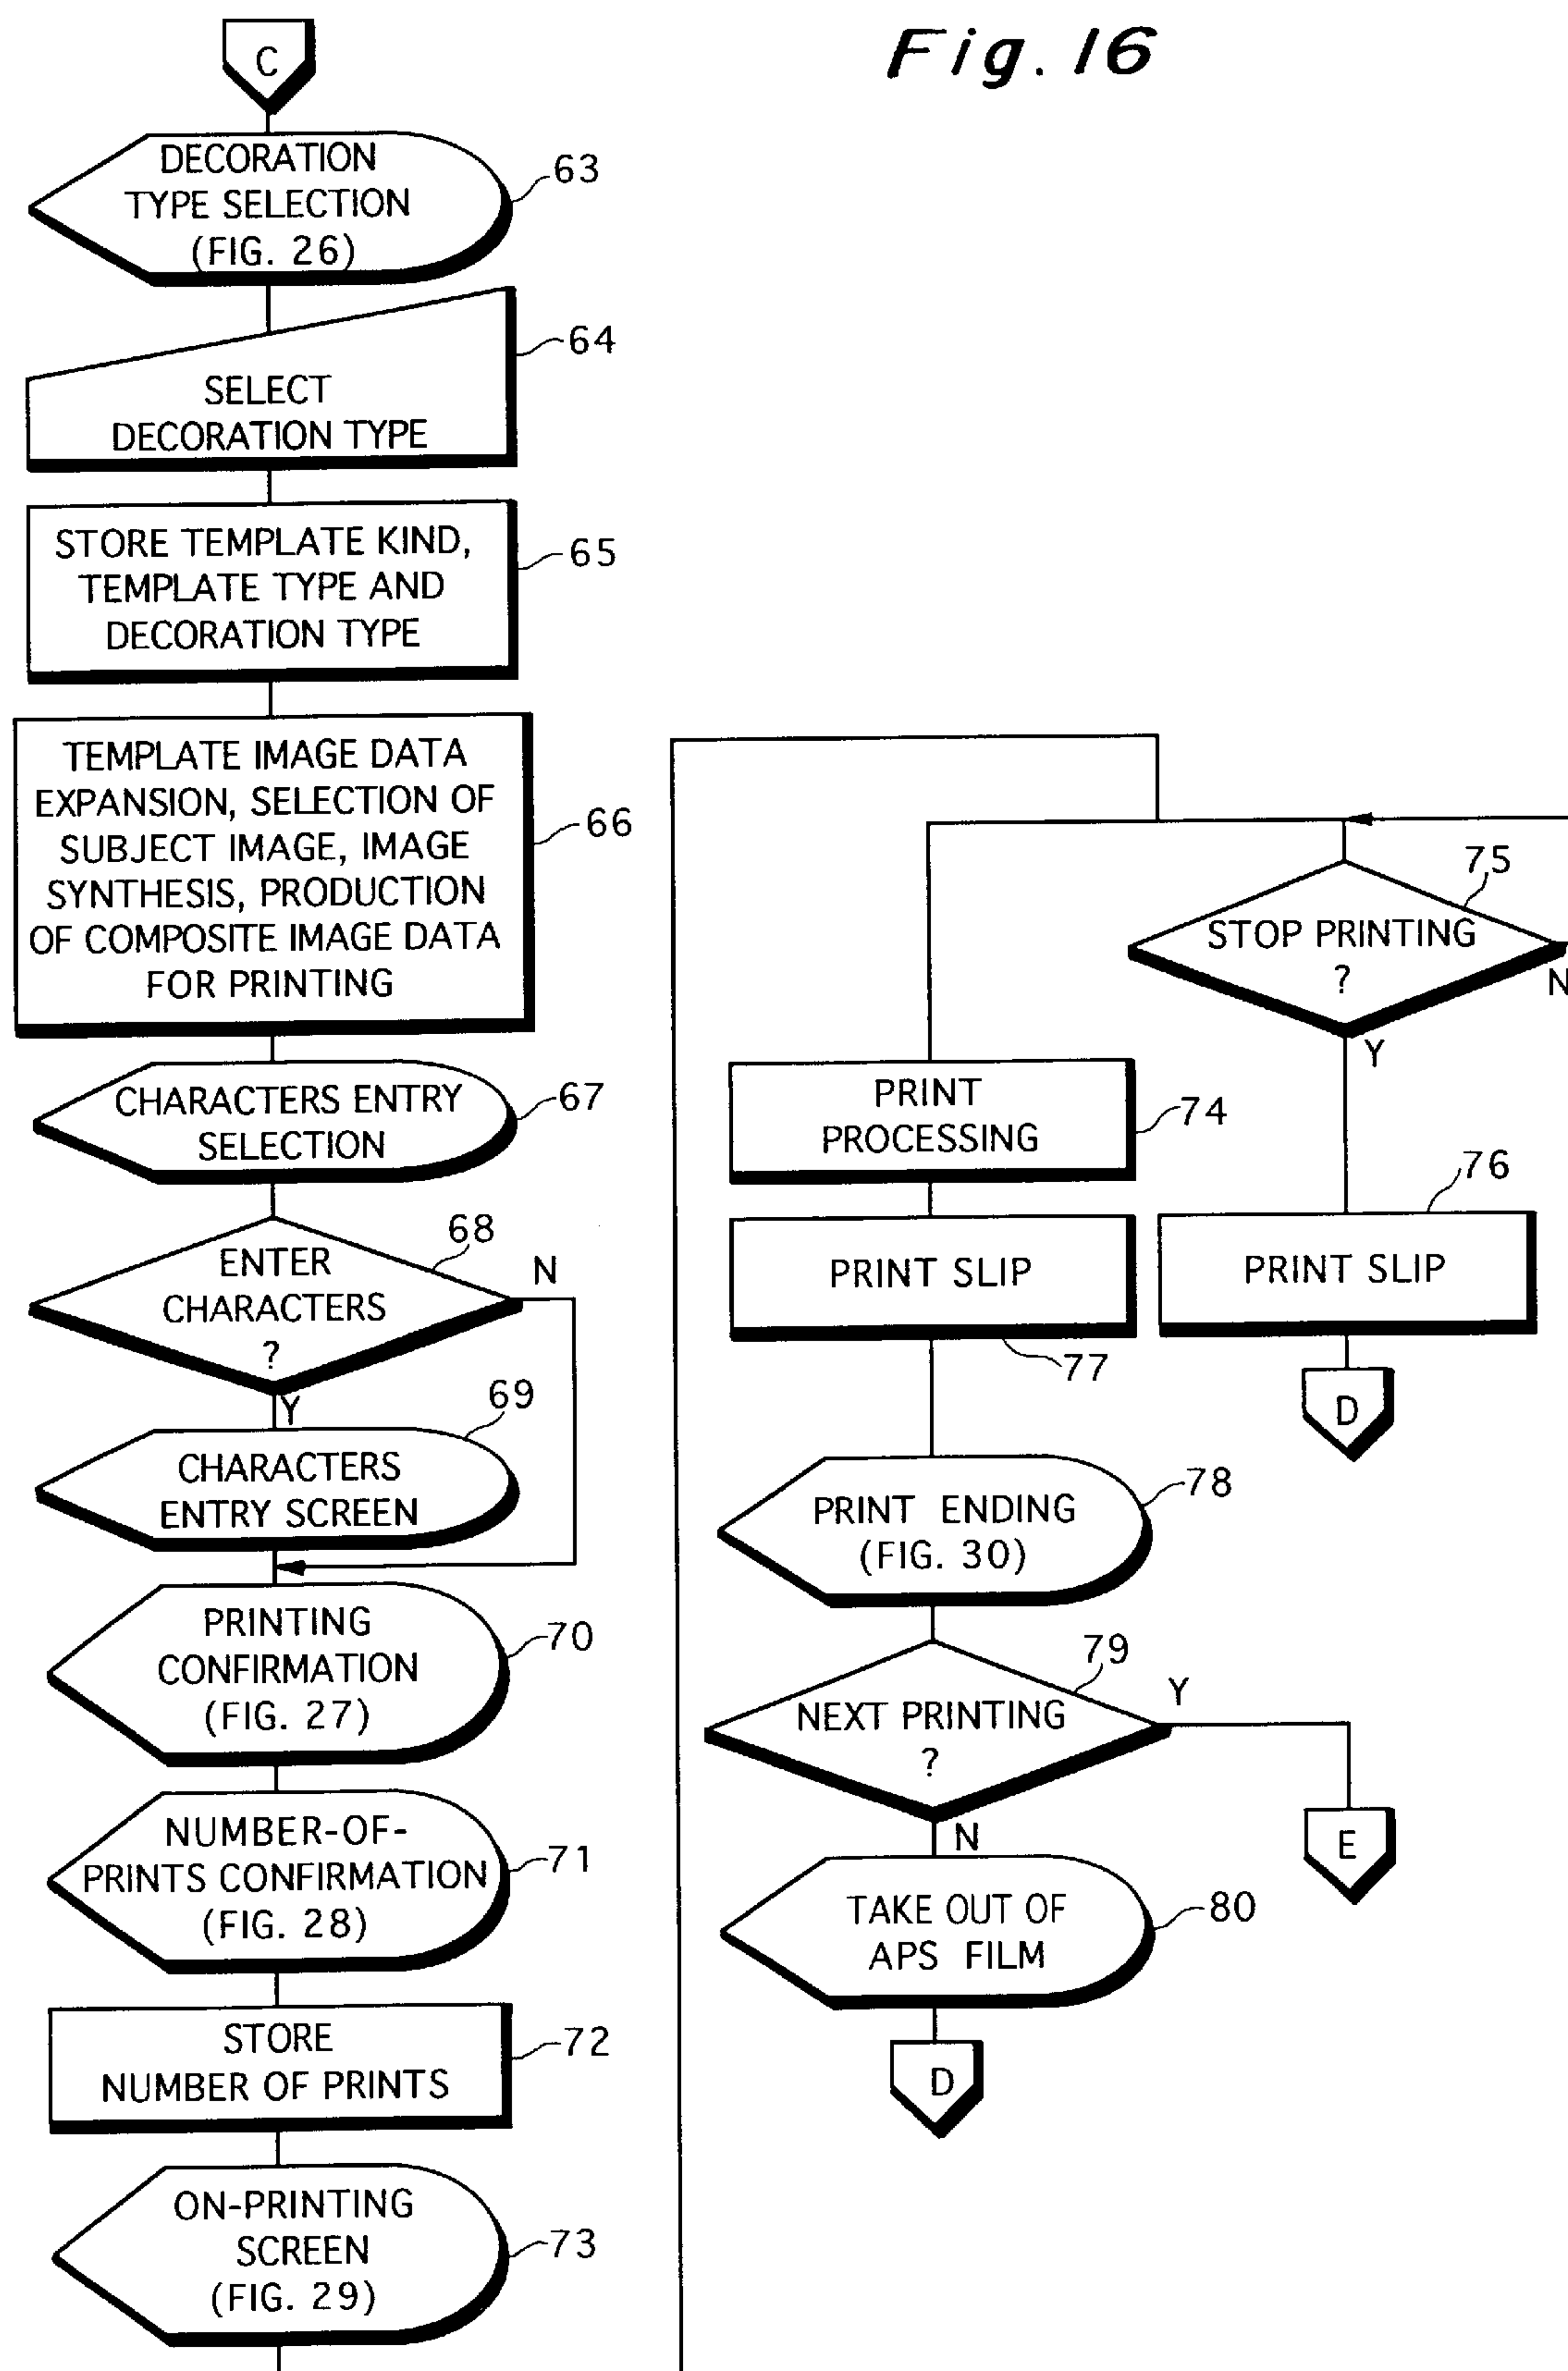 Fig. 16
C
DECORATION
TYPE SELECTION
(FIG. 26)
63
SELECT
DECORATION TYPE
64
STORE TEMPLATE KIND,
TEMPLATE TYPE AND
DECORATION TYPE
65
TEMPLATE IMAGE DATA
EXPANSION, SELECTION OF
SUBJECT IMAGE, IMAGE
SYNTHESIS, PRODUCTION
OF COMPOSITE IMAGE DATA
FOR PRINTING
66
CHARACTERS ENTRY
SELECTION
67
ENTER
CHARACTERS
?
68
N
Y
CHARACTERS
ENTRY SCREEN
69
PRINTING
CONFIRMATION
(FIG. 27)
70
NUMBER-OF-
PRINTS CONFIRMATION
(FIG. 28)
71
STORE
NUMBER OF PRINTS
72
ON-PRINTING
SCREEN
(FIG. 29)
73
75
STOP PRINTING
?
N
Y
PRINT
PROCESSING
74
76
PRINT SLIP
D
PRINT SLIP
77
PRINT ENDING
(FIG. 30)
78
79
NEXT PRINTING
?
Y
E
N
TAKE OUT OF
APS FILM
80
D